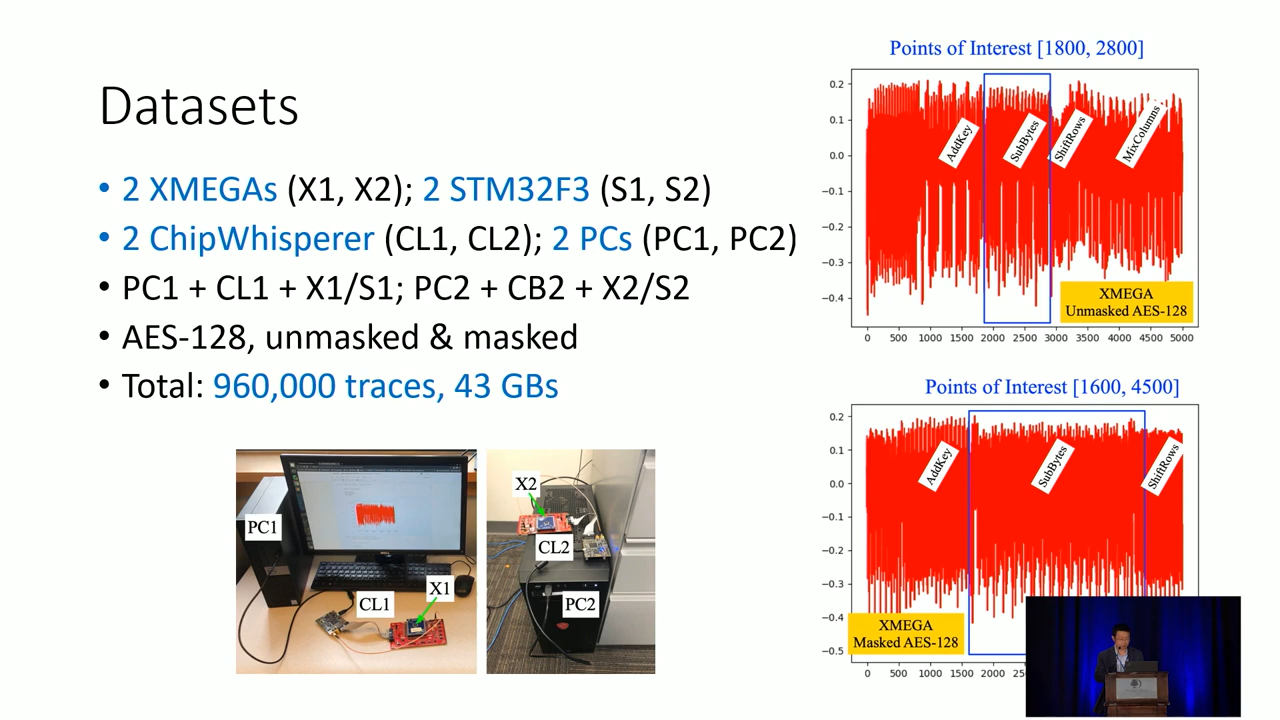 Datasets
• 2 XMEGAs (X1, X2); 2 STM32F3 (S1, S2)
• 2 ChipWhisperer (CL1, CL2); 2 PCs (PC1, PC2)
• PC1 + CL1 + X1/S1; PC2 + CB2 + X2/S2
• AES-128, unmasked & masked
• Total: 960,000 traces, 43 GBs
PC1
CL1
X1
X2
CL2
PC2
Points of Interest [1800, 2800]
0.2
0.1
0.0
−0.1
−0.2
−0.3
−0.4
AddKey
SubBytes
ShiftRows
MixColumns
XMEGA
Unmasked AES-128
0 500 1000 1500 2000 2500 3000 3500 4000 4500 5000
Points of Interest [1600, 4500]
0.2
0.1
0.0
−0.1
−0.2
−0.3
−0.4
−0.5
AddKey
SubBytes
ShiftRows
XMEGA
Masked AES-128
0 500 1000 1500 2000